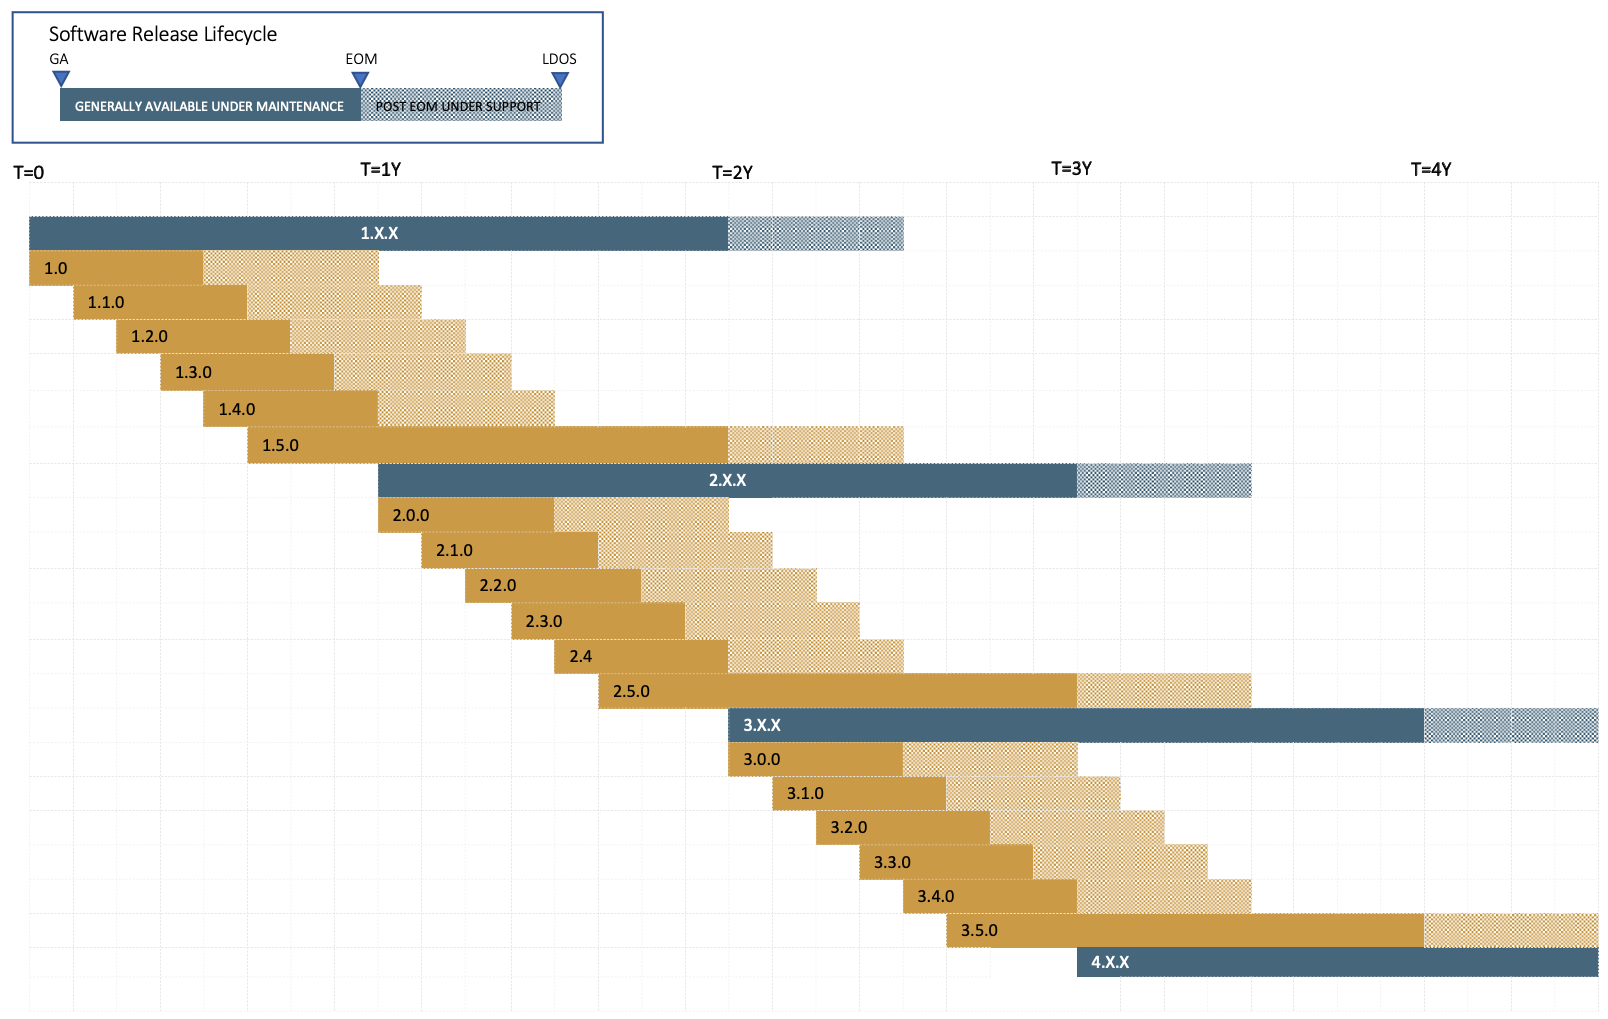 Software Release Lifecycle
GA EOM LDOS
GENERALLY AVAILABLE UNDER MAINTENANCE POST EOM UNDER SUPPORT
T=0 T=1Y T=2Y T=3Y T=4Y
1.X.X
1.0
1.1.0
1.2.0
1.3.0
1.4.0
1.5.0
2.X.X
2.0.0
2.1.0
2.2.0
2.3.0
2.4
2.5.0
3.X.X
3.0.0
3.1.0
3.2.0
3.3.0
3.4.0
3.5.0
4.X.X